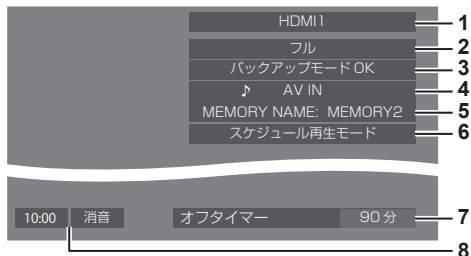 HDMI1 1
フル 2
バックアップモード OK 3
♪ AV IN 4
MEMORY NAME: MEMORY2 5
スケジュール再生モード 6
10:00 消音 オフタイマー 90 分 7
8